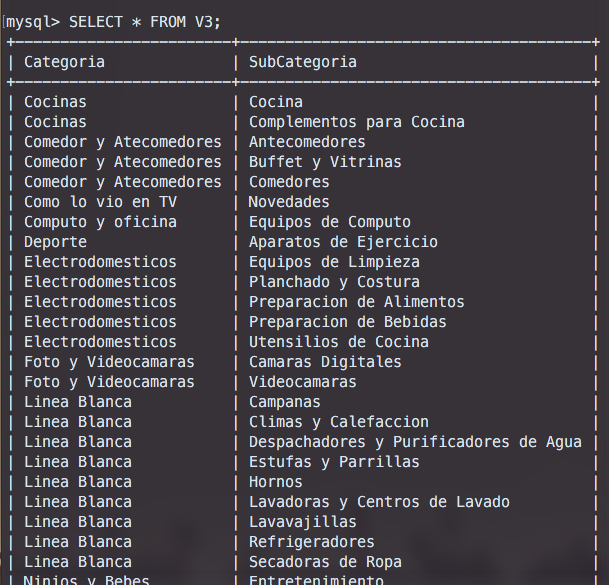 mysql> SELECT * FROM V3;
+------------------------+---------------------------------------+
| Categoria              | SubCategoria                          |
+------------------------+---------------------------------------+
| Cocinas                | Cocina                                |
| Cocinas                | Complementos para Cocina              |
| Comedor y Atecomedores | Antecomedores                         |
| Comedor y Atecomedores | Buffet y Vitrinas                     |
| Comedor y Atecomedores | Comedores                             |
| Como lo vio en TV      | Novedades                             |
| Computo y oficina      | Equipos de Computo                    |
| Deporte                | Aparatos de Ejercicio                 |
| Electrodomesticos      | Equipos de Limpieza                   |
| Electrodomesticos      | Planchado y Costura                   |
| Electrodomesticos      | Preparacion de Alimentos              |
| Electrodomesticos      | Preparacion de Bebidas                |
| Electrodomesticos      | Utensilios de Cocina                  |
| Foto y Videocamaras    | Camaras Digitales                     |
| Foto y Videocamaras    | Videocamaras                          |
| Linea Blanca           | Campanas                              |
| Linea Blanca           | Climas y Calefaccion                  |
| Linea Blanca           | Despachadores y Purificadores de Agua |
| Linea Blanca           | Estufas y Parrillas                   |
| Linea Blanca           | Hornos                                |
| Linea Blanca           | Lavadoras y Centros de Lavado         |
| Linea Blanca           | Lavavajillas                          |
| Linea Blanca           | Refrigeradores                        |
| Linea Blanca           | Secadoras de Ropa                     |
| Ninios y Bebes         | Entretenimiento                       |